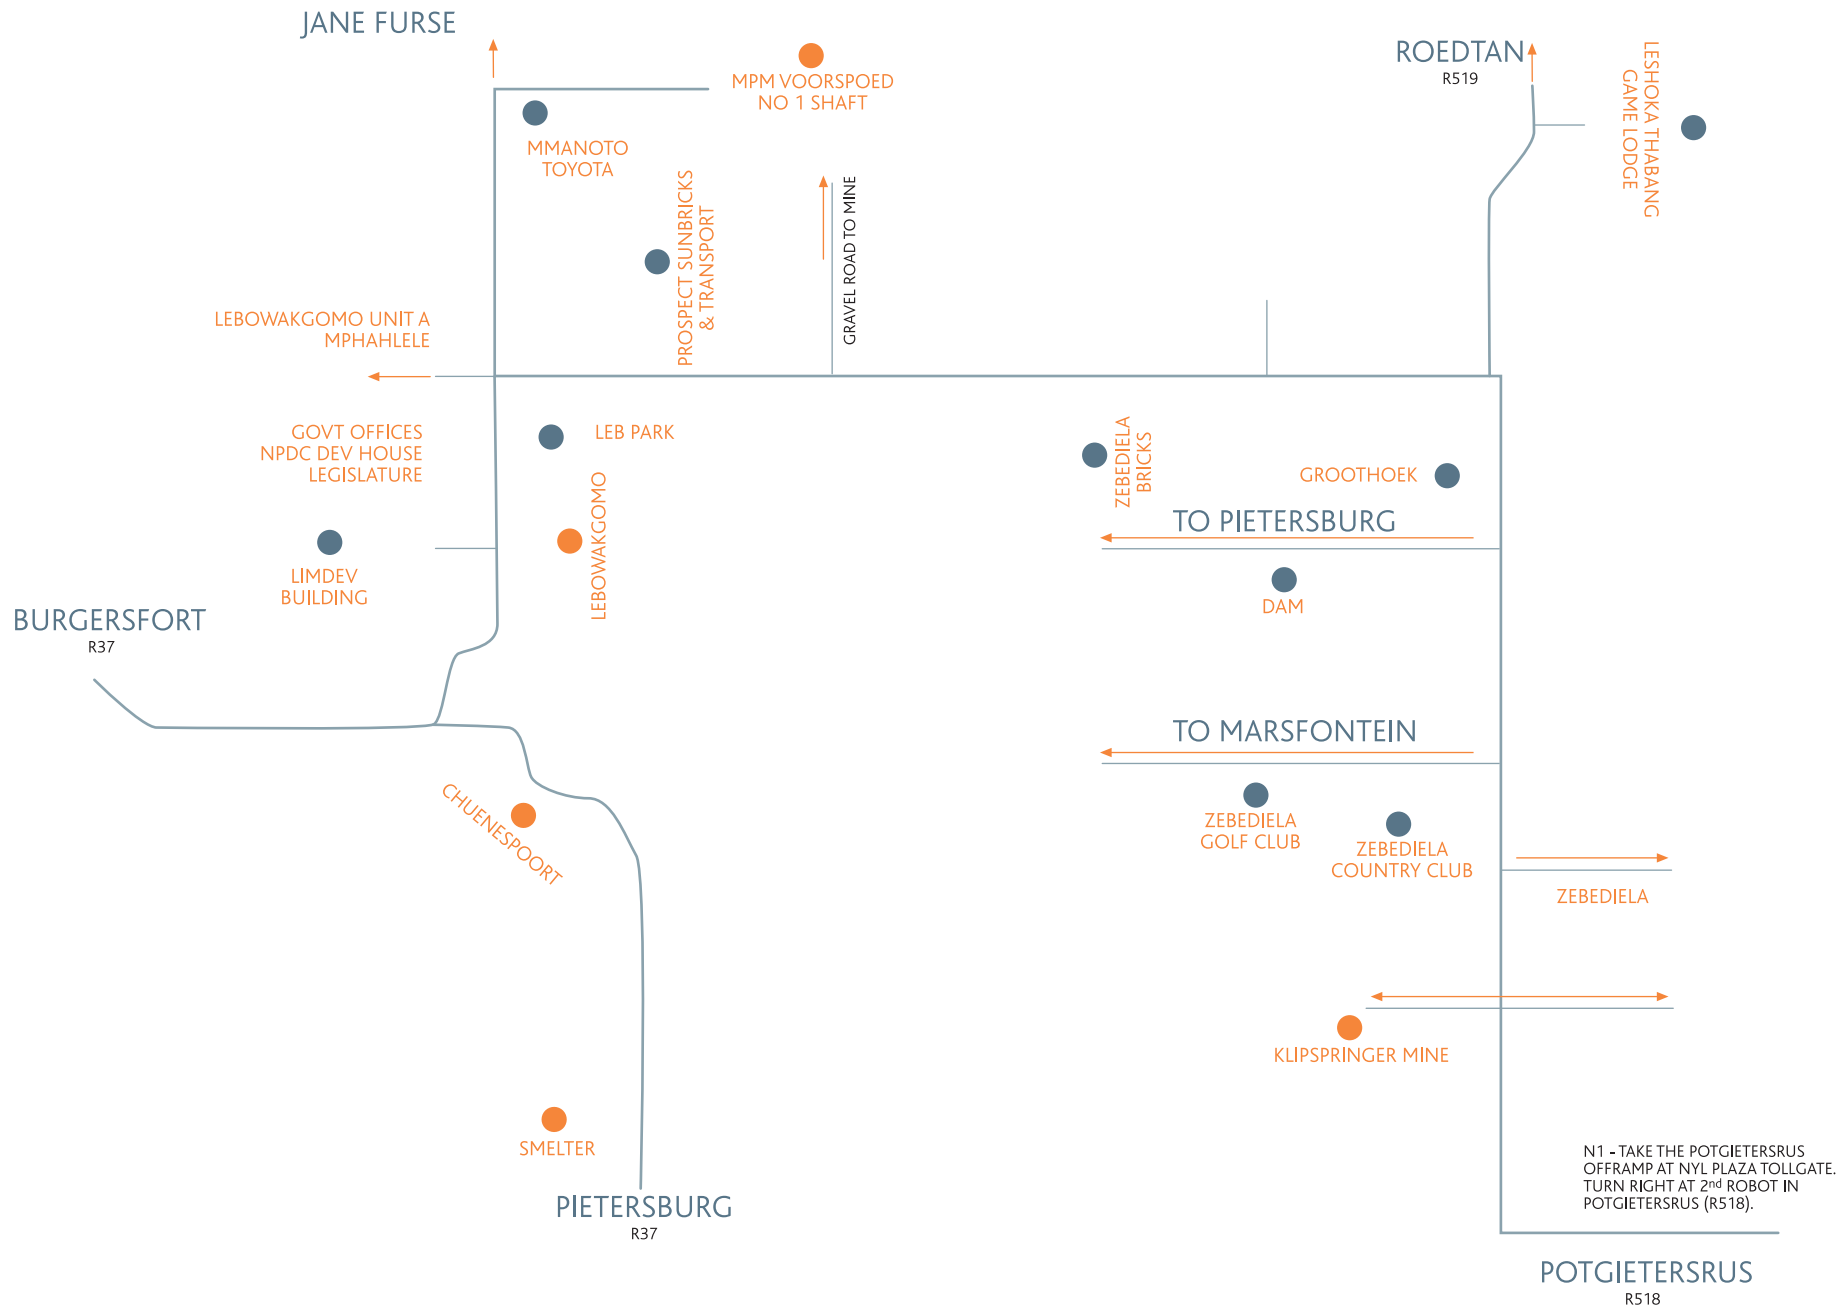 JANE FURSE
MPM VOORSPOED
NO 1 SHAFT
ROEDTAN
R519
LESHOKA THABANG
GAME LODGE
MMANOTO
TOYOTA
PROSPECT SUNBRICKS
& TRANSPORT
GRAVEL ROAD TO MINE
LEBOWAKGOMO UNIT A
MPHAHLELE
GOVT OFFICES
NPDC DEV HOUSE
LEGISLATURE
LEB PARK
LEBOWAKGOMO
ZEBEDIELA
BRICKS
GROOTHOEK
TO PIETERSBURG
LIMDEV
BUILDING
DAM
BURGERSFORT
R37
TO MARSFONTEIN
CHUENESPOORT
ZEBEDIELA
GOLF CLUB
ZEBEDIELA
COUNTRY CLUB
ZEBEDIELA
KLIPSPRINGER MINE
SMELTER
PIETERSBURG
R37
N1 - TAKE THE POTGIETERSRUS
OFFRAMP AT NYL PLAZA TOLLGATE.
TURN RIGHT AT 2nd ROBOT IN
POTGIETERSRUS (R518).
POTGIETERSRUS
R518